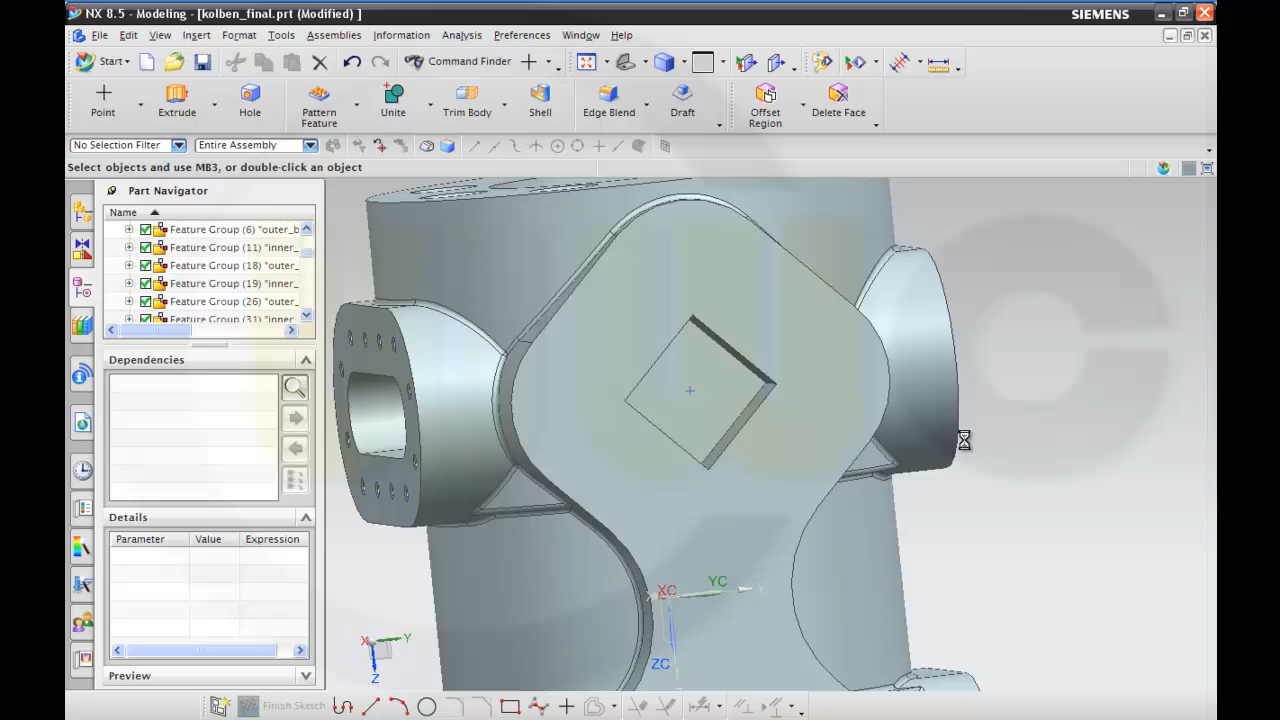 NX 8.5 - Modeling - [kolben_final.prt (Modified) ]
SIEMENS
File Edit View Insert Format Tools Assemblies Information Analysis Preferences Window Help
Start
Command Finder
Point
Extrude
Hole
Pattern
Feature
Unite
Trim Body
Shell
Edge Blend
Draft
Offset
Region
Delete Face
No Selection Filter
Entire Assembly
Select objects and use MB3, or double-click an object
Part Navigator
Name
Feature Group (6) "outer_b
Feature Group (11) "inner_
Feature Group (18) "outer_
Feature Group (19) "inner_
Feature Group (26) "outer_
Feature Group (31) "inner
Dependencies
Details
Parameter Value Expression
Preview
XC
YC
ZC
X
Y
Z
Finish Sketch